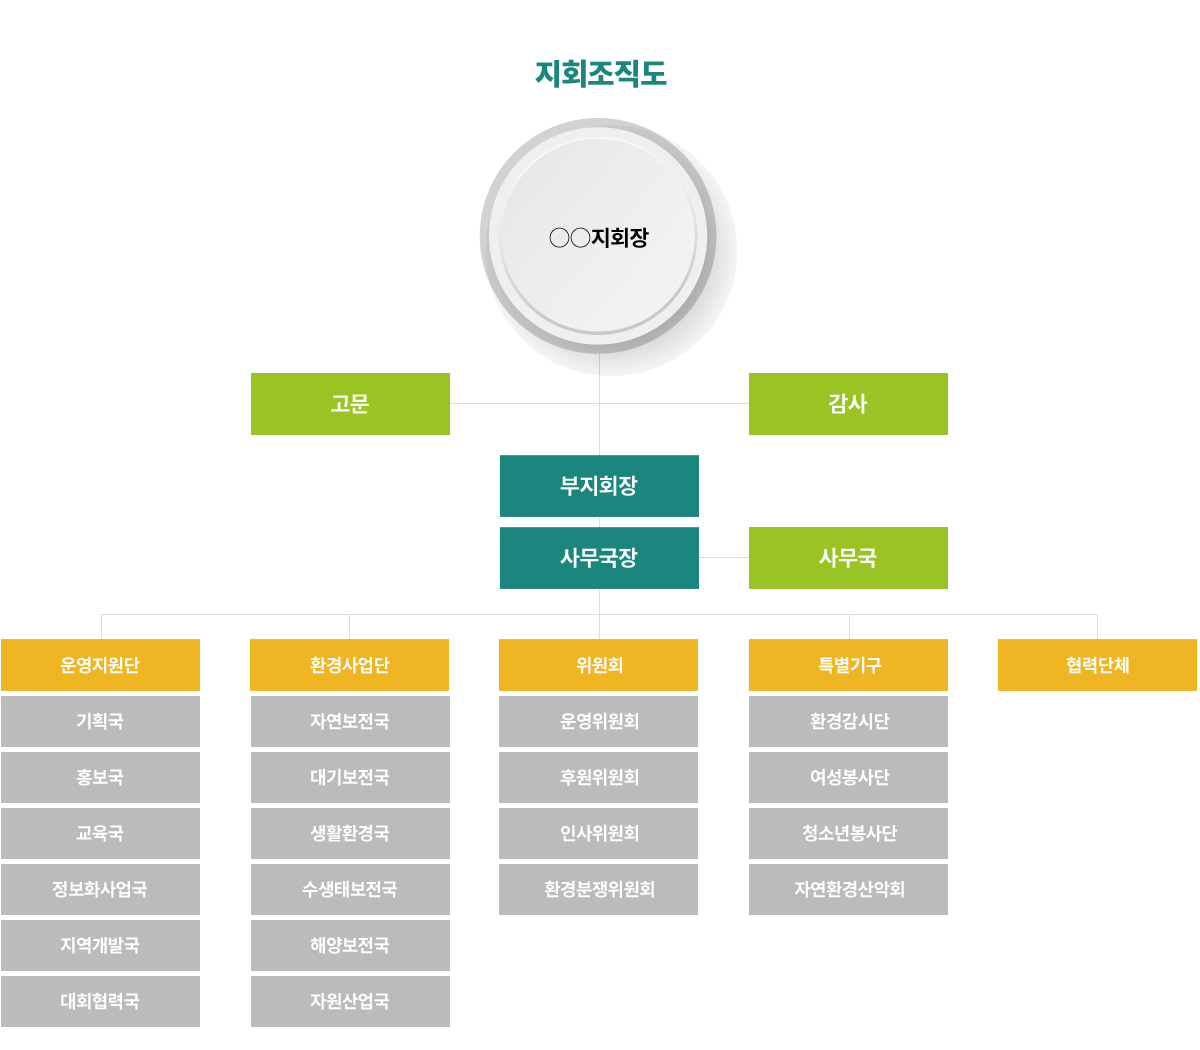 지회조직도
○○지회장
고문
감사
부지회장
사무국장
사무국
운영지원단
환경사업단
위원회
특별기구
협력단체
기획국
자연보전국
운영위원회
환경감시단
홍보국
대기보전국
후원위원회
여성봉사단
교육국
생활환경국
인사위원회
청소년봉사단
정보화사업국
수생태보전국
환경분쟁위원회
자연환경산악회
지역개발국
해양보전국
대회협력국
자원산업국